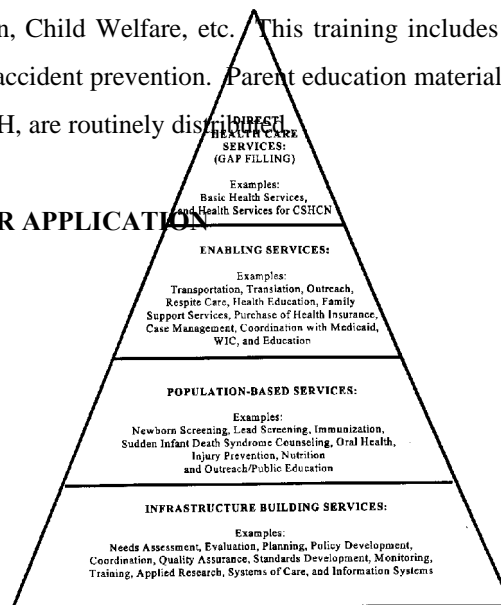 n, Child Welfare, etc. This training includes
accident prevention. Parent education material
H, are routinely distributed.
DIRECT
HEALTH CARE
SERVICES:
(GAP FILLING)
Examples:
Basic Health Services,
and Health Services for CSHCN
R APPLICATION
ENABLING SERVICES:
Examples:
Transportation, Translation, Outreach,
Respite Care, Health Education, Family
Support Services, Purchase of Health Insurance,
Case Management, Coordination with Medicaid,
WIC, and Education
POPULATION-BASED SERVICES:
Examples:
Newborn Screening, Lead Screening, Immunization,
Sudden Infant Death Syndrome Counseling, Oral Health,
Injury Prevention, Nutrition
and Outreach/Public Education
INFRASTRUCTURE BUILDING SERVICES:
Examples:
Needs Assessment, Evaluation, Planning, Policy Development,
Coordination, Quality Assurance, Standards Development, Monitoring,
Training, Applied Research, Systems of Care, and Information Systems